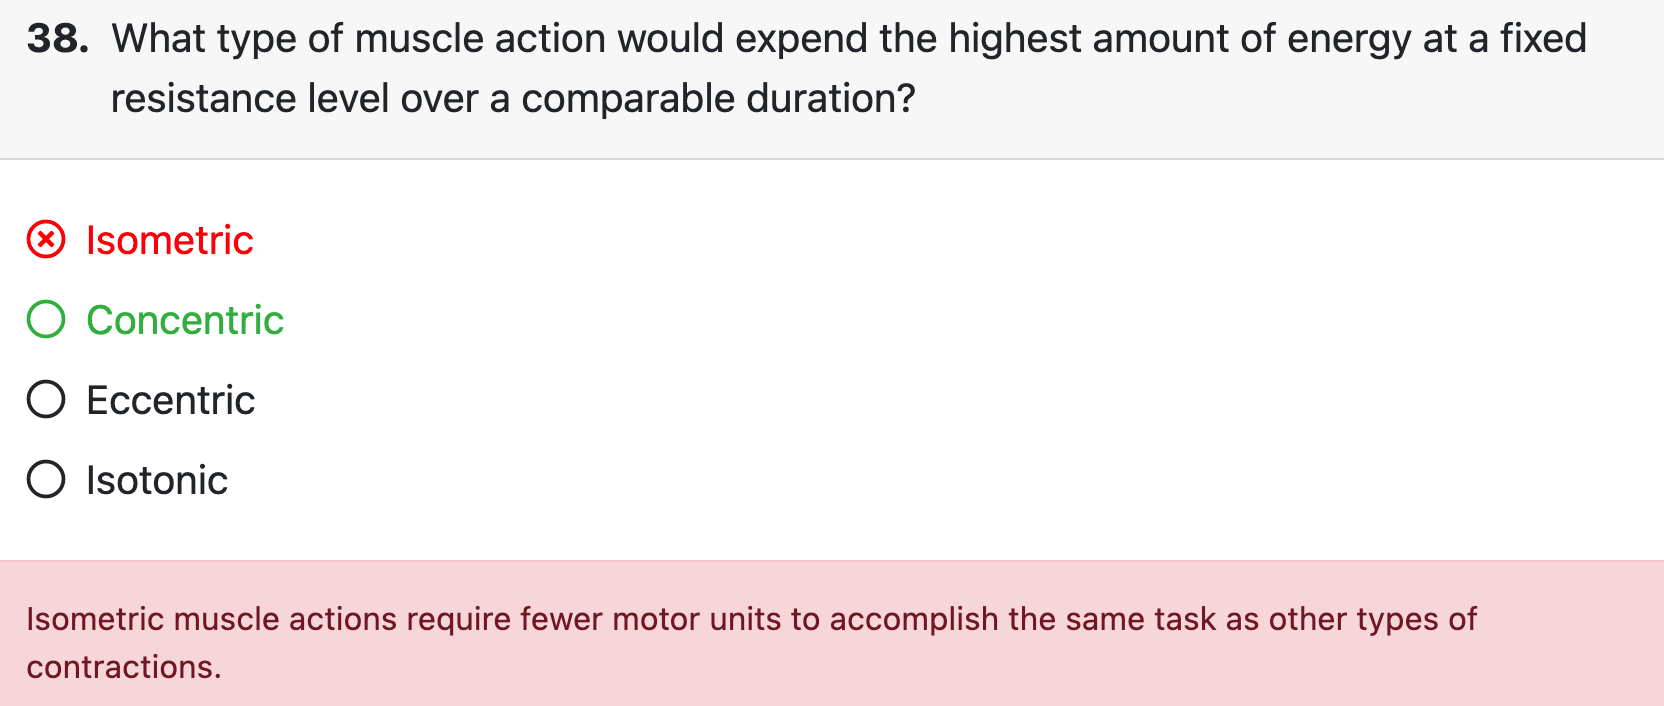 38. What type of muscle action would expend the highest amount of energy at a fixed
resistance level over a comparable duration?
Isometric
Concentric
Eccentric
Isotonic
Isometric muscle actions require fewer motor units to accomplish the same task as other types of
contractions.